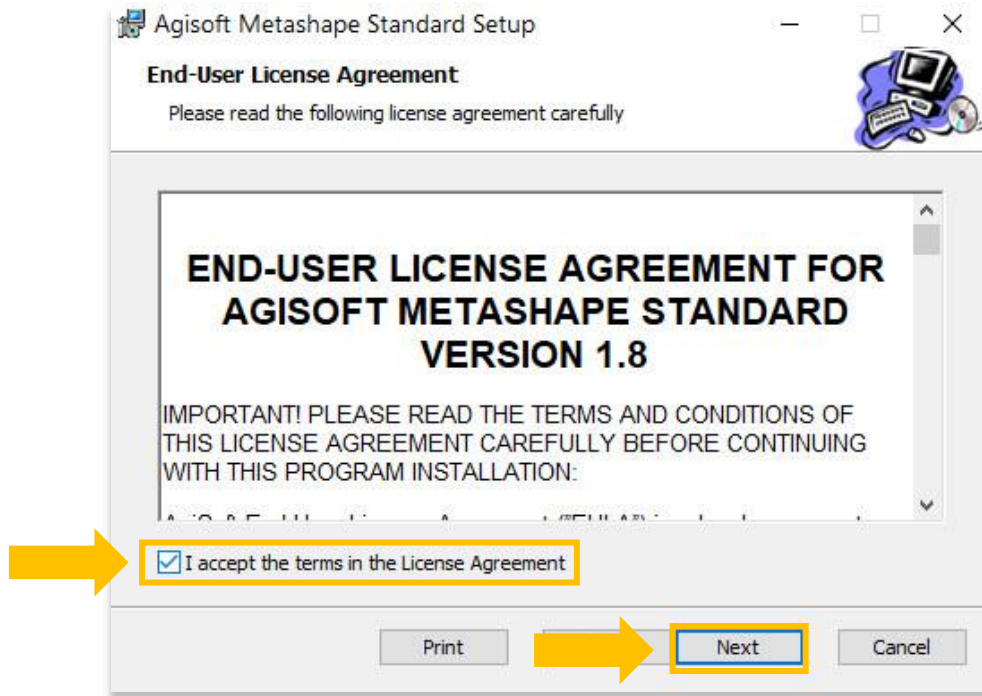 Agisoft Metashape Standard Setup
End-User License Agreement
Please read the following license agreement carefully
END-USER LICENSE AGREEMENT FOR
AGISOFT METASHAPE STANDARD
VERSION 1.8
IMPORTANT! PLEASE READ THE TERMS AND CONDITIONS OF
THIS LICENSE AGREEMENT CAREFULLY BEFORE CONTINUING
WITH THIS PROGRAM INSTALLATION:
I accept the terms in the License Agreement
Print
Next
Cancel